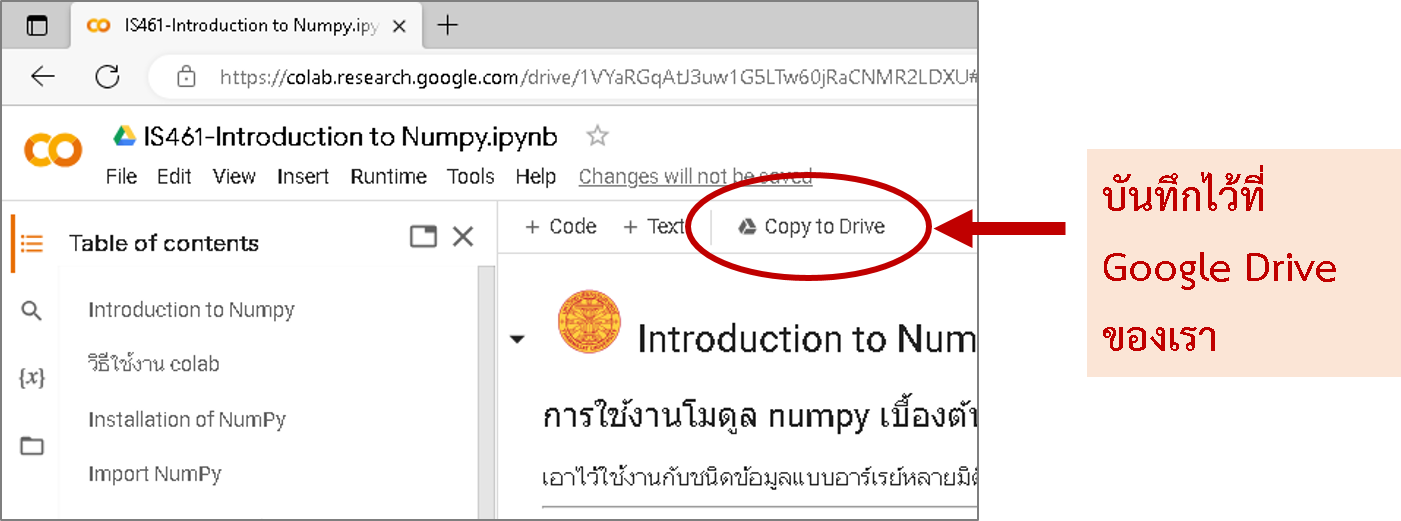 IS461-Introduction to Numpy.ipy
https://colab.research.google.com/drive/1VYaRGqAtJ3uw1G5LTw60jRaCNMR2LDXU#
IS461-Introduction to Numpy.ipynb
File Edit View Insert Runtime Tools Help Changes will not be saved
+ Code + Text Copy to Drive
Table of contents
Introduction to Numpy
วิธีใช้งาน colab
Installation of NumPy
{x}
Import NumPy
Introduction to Num
การใช้งานโมดูล numpy เบื้องต้น
เอาไว้ใช้งานกับชนิดข้อมูลแบบอาร์เรย์หลายมิติ
บันทึกไว้ที่
Google Drive
ของเรา